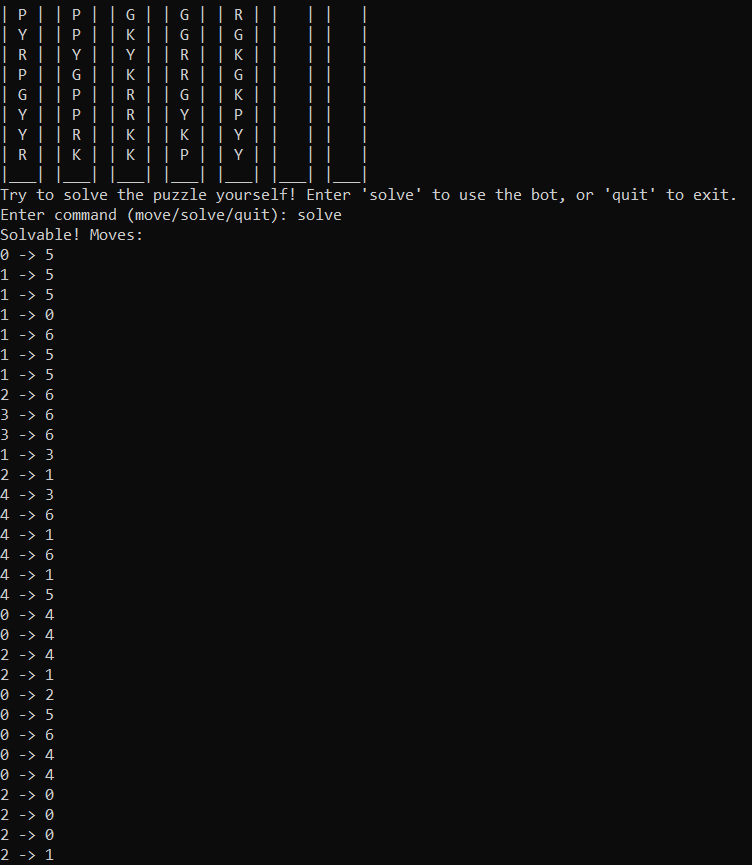 | P | | P | | G | | G | | R | |   | |   |
| Y | | P | | K | | G | | G | |   | |   |
| R | | Y | | Y | | R | | K | |   | |   |
| P | | G | | K | | R | | G | |   | |   |
| G | | P | | R | | G | | K | |   | |   |
| Y | | P | | R | | Y | | P | |   | |   |
| Y | | R | | K | | K | | Y | |   | |   |
| R | | K | | K | | P | | Y | |   | |   |
|___| |___| |___| |___| |___| |___| |___|
Try to solve the puzzle yourself! Enter 'solve' to use the bot, or 'quit' to exit.
Enter command (move/solve/quit): solve
Solvable! Moves:
0 -> 5
1 -> 5
1 -> 5
1 -> 0
1 -> 6
1 -> 5
1 -> 5
2 -> 6
3 -> 6
3 -> 6
1 -> 3
2 -> 1
4 -> 3
4 -> 6
4 -> 1
4 -> 6
4 -> 1
4 -> 5
0 -> 4
0 -> 4
2 -> 4
2 -> 1
0 -> 2
0 -> 5
0 -> 6
0 -> 4
0 -> 4
2 -> 0
2 -> 0
2 -> 0
2 -> 1